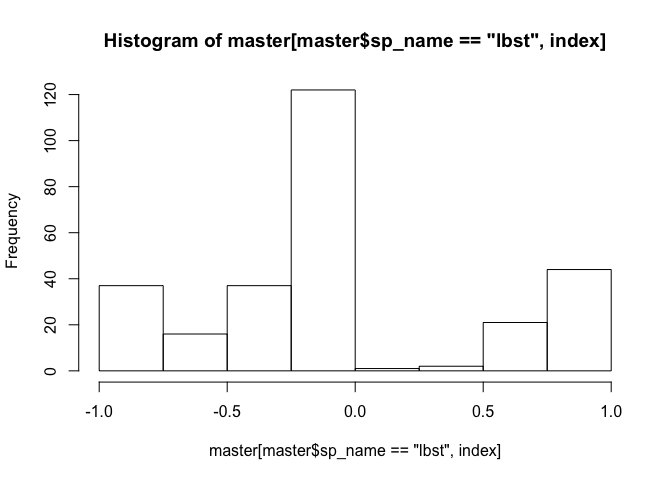 Histogram of master[master$sp_name == "lbst", index]
Frequency
120
100
80
60
40
20
0
-1.0 -0.5 0.0 0.5 1.0
master[master$sp_name == "lbst", index]